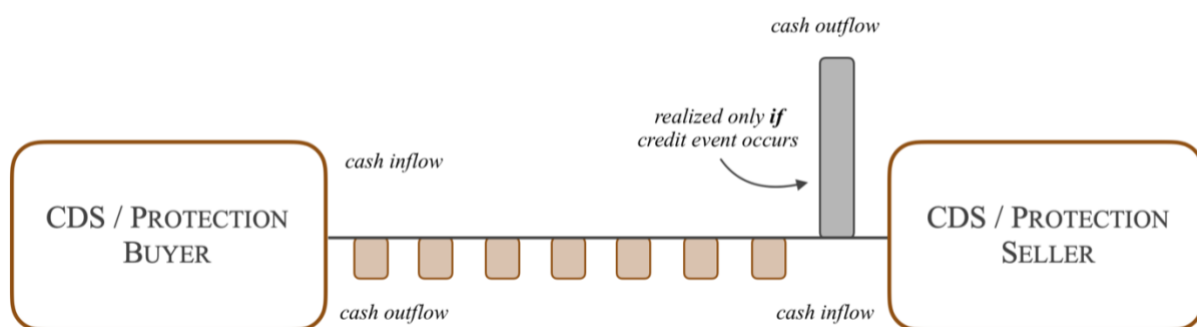 cash outflow
realized only if
credit event occurs
cash inflow
CDS / PROTECTION
BUYER
CDS / PROTECTION
SELLER
cash outflow
cash inflow